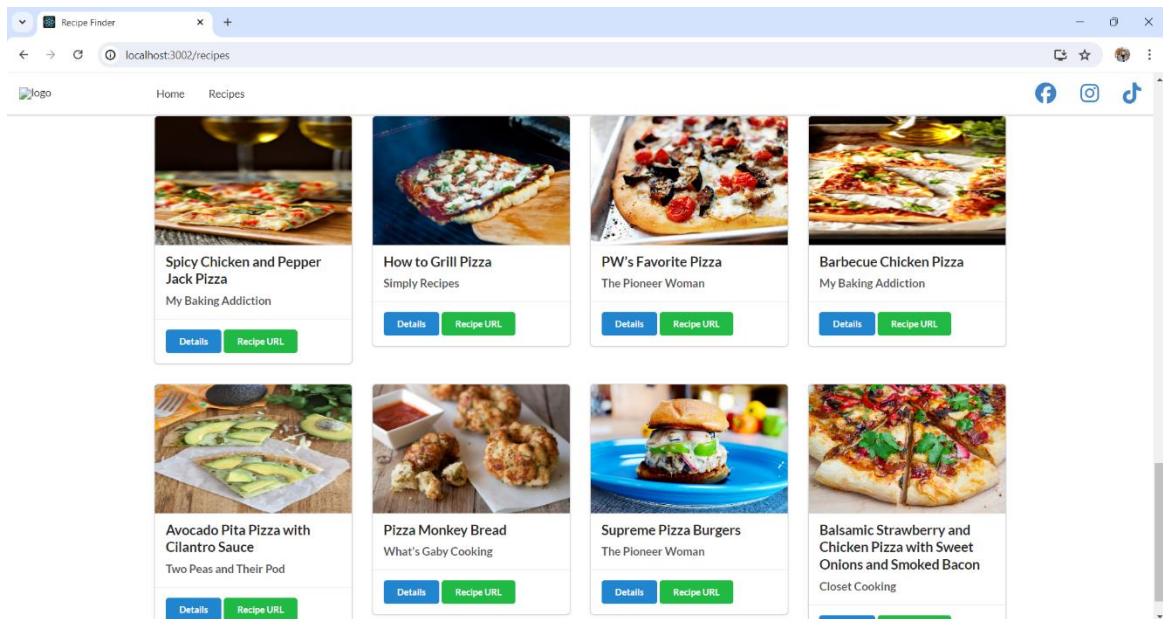 Recipe Finder
localhost:3002/recipes
logo
Home
Recipes
Spicy Chicken and Pepper
Jack Pizza
My Baking Addiction
Details
Recipe URL
How to Grill Pizza
Simply Recipes
Details
Recipe URL
PW's Favorite Pizza
The Pioneer Woman
Details
Recipe URL
Barbecue Chicken Pizza
My Baking Addiction
Details
Recipe URL
Avocado Pita Pizza with
Cilantro Sauce
Two Peas and Their Pod
Details
Recipe URL
Pizza Monkey Bread
What's Gaby Cooking
Details
Recipe URL
Supreme Pizza Burgers
The Pioneer Woman
Details
Recipe URL
Balsamic Strawberry and
Chicken Pizza with Sweet
Onions and Smoked Bacon
Closet Cooking